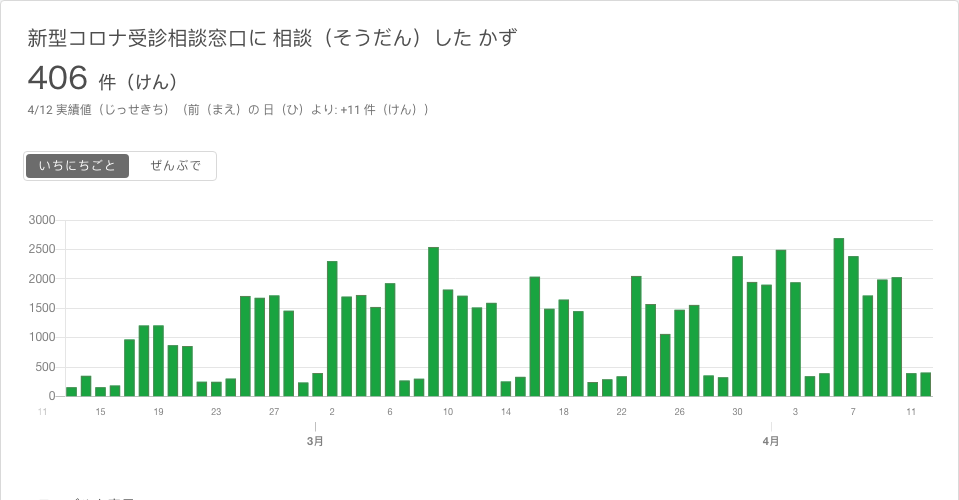 新型コロナ受診相談窓口に 相談（そうだん）した かず
406 件（けん）
4/12 実績値（じっせきち）（前（まえ）の 日（ひ）より: +11 件（けん））
いちにちごと ぜんぶで
3000
2500
2000
1500
1000
500
0
11 15 19 23 27 2 6 10 14 18 22 26 30 3 7 11
3月 4月